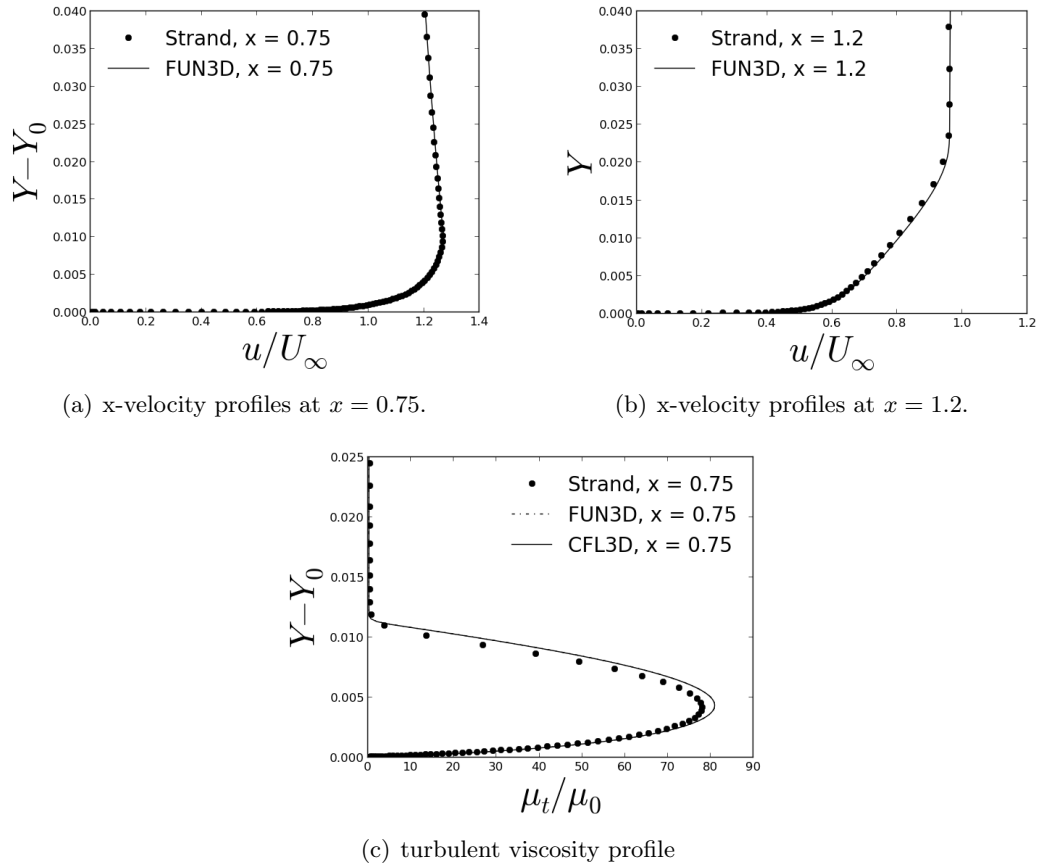 0.040
0.035
0.030
0.025
0.020
0.015
0.010
0.005
0.000
Y−Y₀
Strand, x = 0.75
FUN3D, x = 0.75
0.0 0.2 0.4 0.6 0.8 1.0 1.2 1.4
u/U∞
(a) x-velocity profiles at x = 0.75.
0.040
0.035
0.030
0.025
0.020
0.015
0.010
0.005
0.000
Y
Strand, x = 1.2
FUN3D, x = 1.2
0.0 0.2 0.4 0.6 0.8 1.0 1.2
u/U∞
(b) x-velocity profiles at x = 1.2.
0.025
0.020
0.015
0.010
0.005
0.000
Y−Y₀
Strand, x = 0.75
FUN3D, x = 0.75
CFL3D, x = 0.75
0 10 20 30 40 50 60 70 80 90
μₜ/μ₀
(c) turbulent viscosity profile